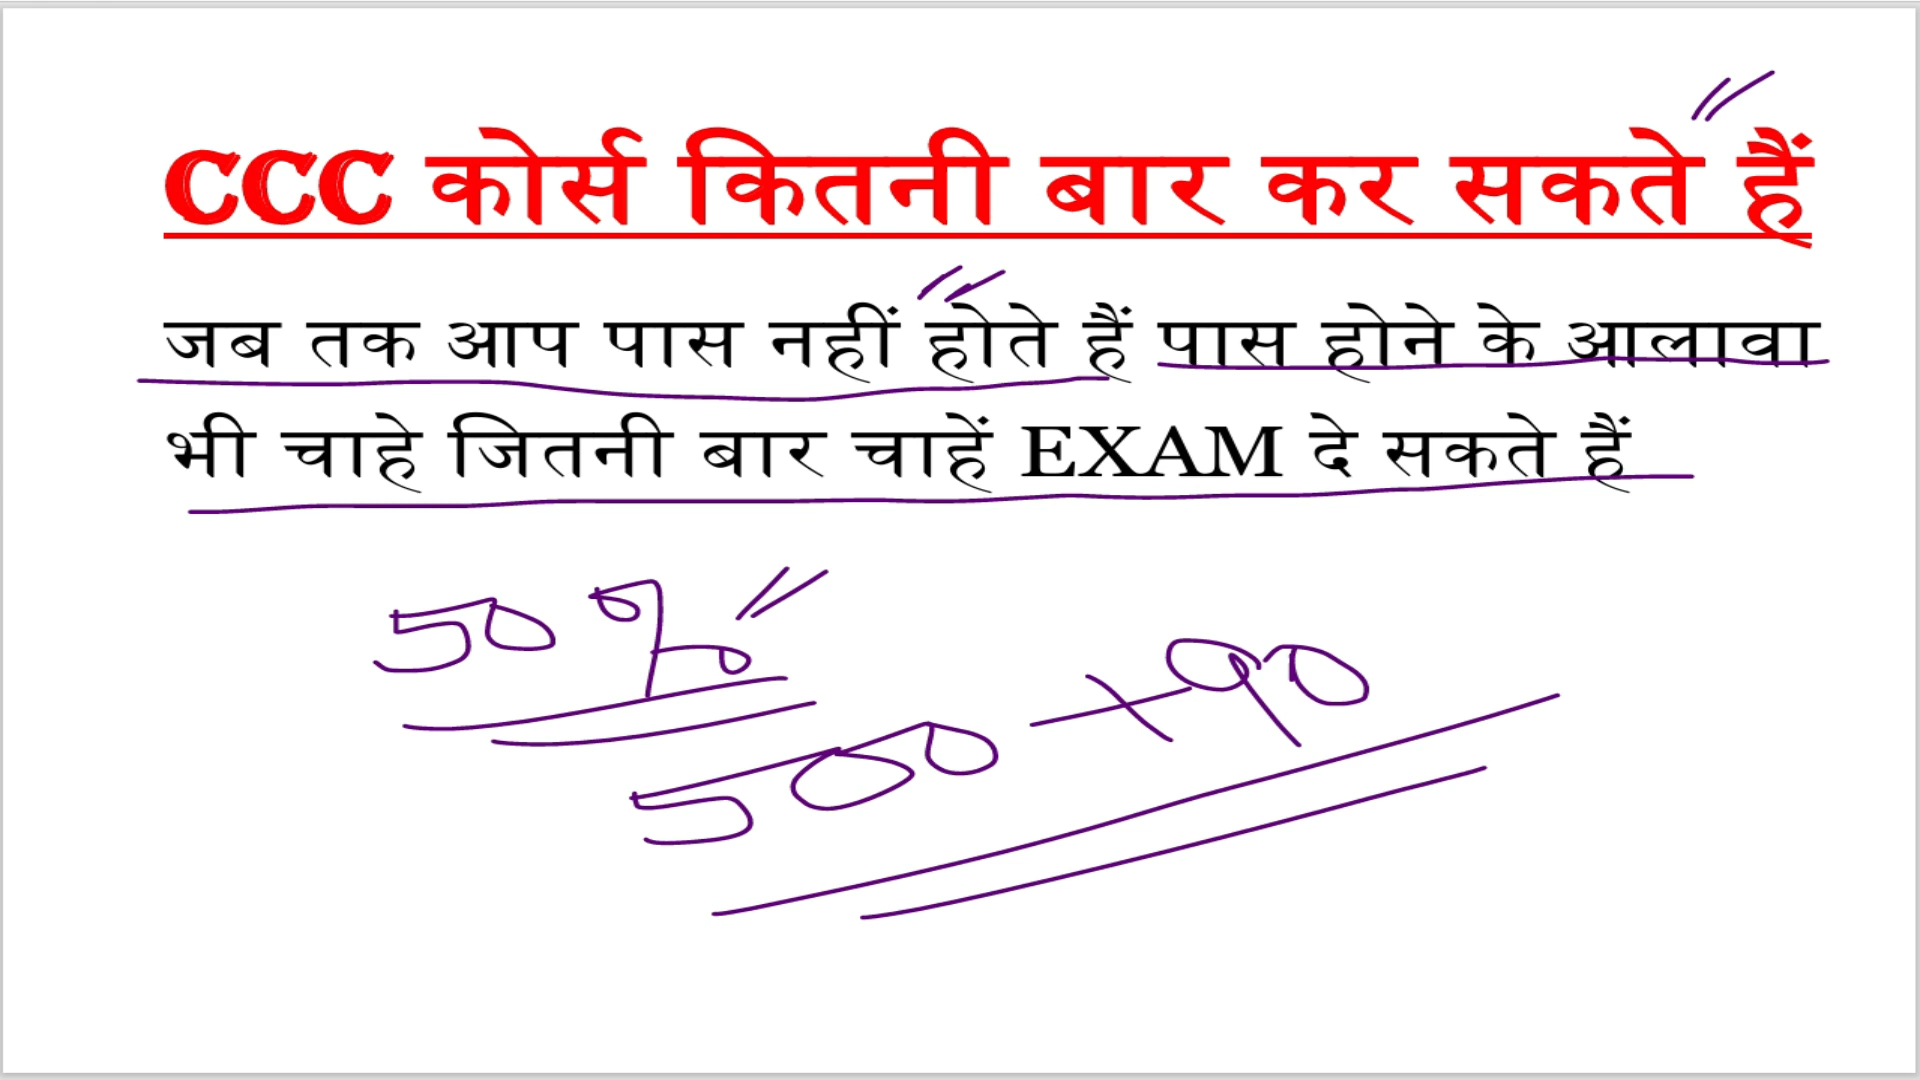 CCC कोर्स कितनी बार कर सकते हैं
जब तक आप पास नहीं होते हैं पास होने के आलावा
भी चाहे जितनी बार चाहें EXAM दे सकते हैं
50%
500+90